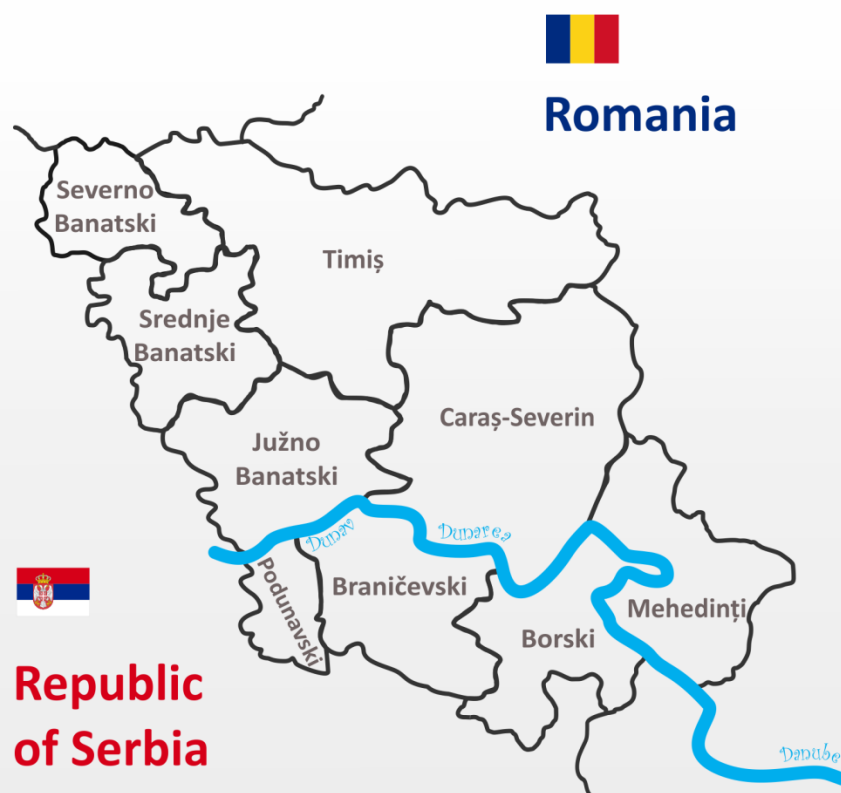 Romania
Severno
Banatski
Timiș
Srednje
Banatski
Caraș-Severin
Južno
Banatski
Dunav
Dunarea
Podunavski
Braničevski
Mehedinți
Borski
Republic
of Serbia
Danube